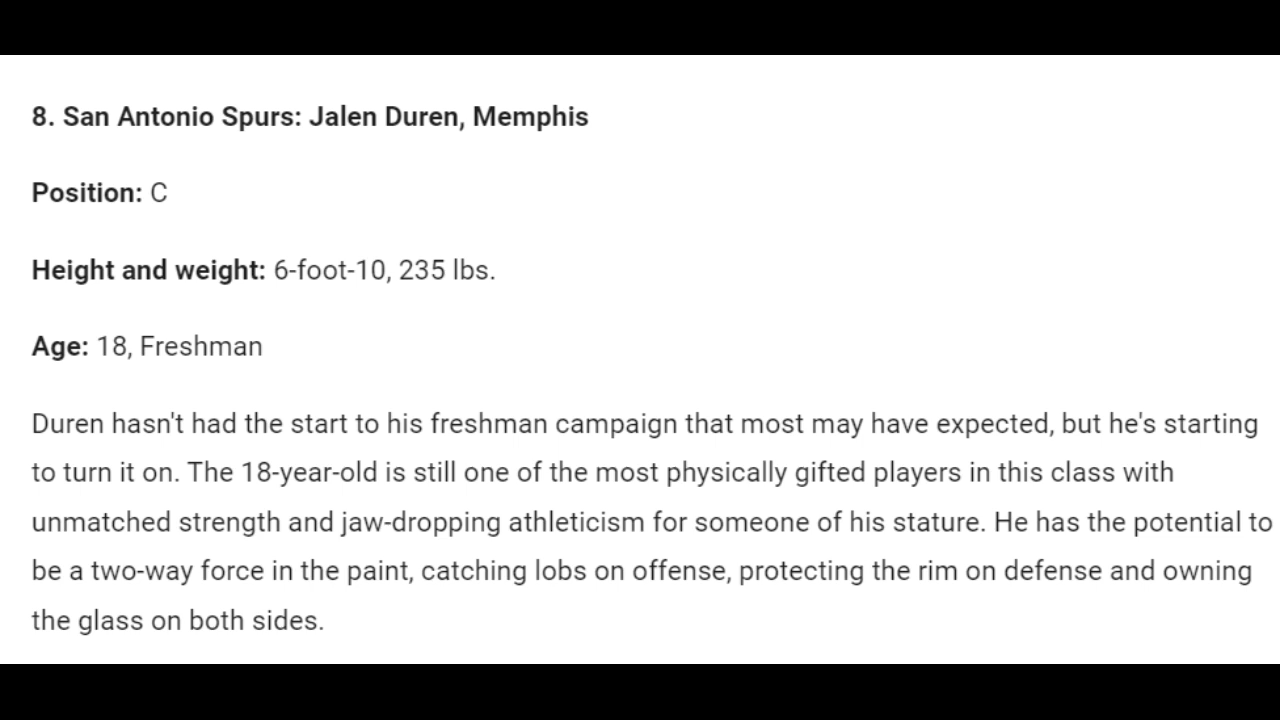 8. San Antonio Spurs: Jalen Duren, Memphis
Position: C
Height and weight: 6-foot-10, 235 lbs.
Age: 18, Freshman
Duren hasn't had the start to his freshman campaign that most may have expected, but he's starting
to turn it on. The 18-year-old is still one of the most physically gifted players in this class with
unmatched strength and jaw-dropping athleticism for someone of his stature. He has the potential to
be a two-way force in the paint, catching lobs on offense, protecting the rim on defense and owning
the glass on both sides.